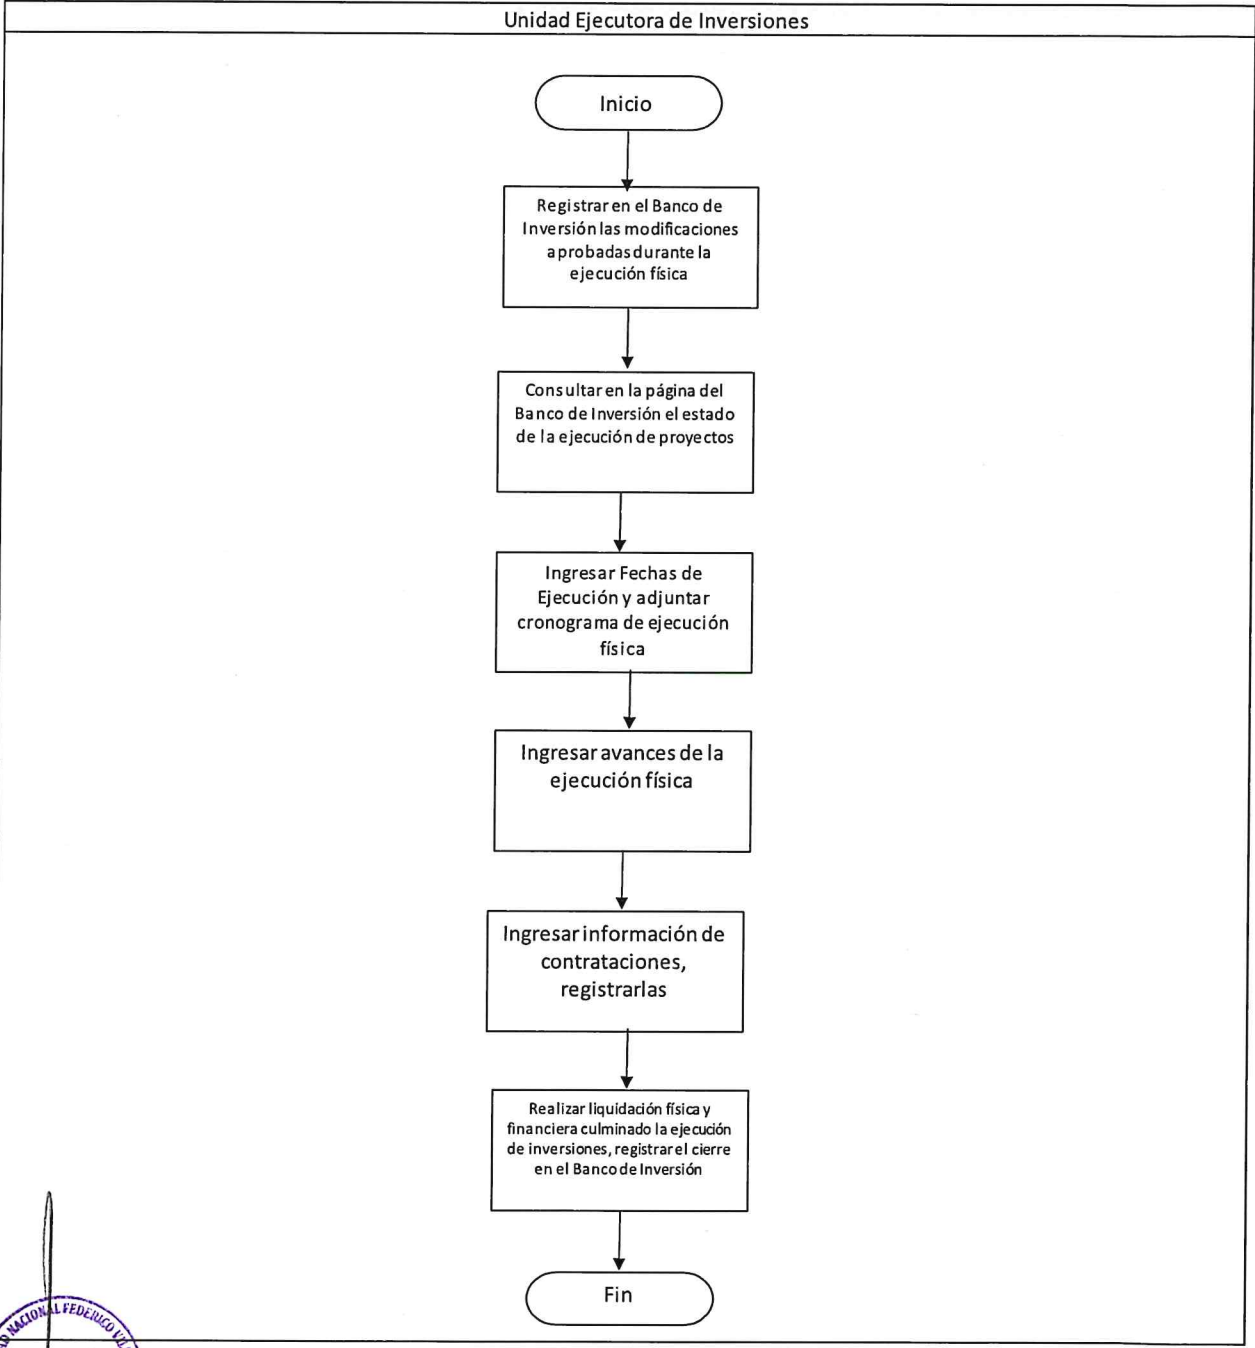 Unidad Ejecutora de Inversiones
Inicio
Registrar en el Banco de
Inversión las modificaciones
aprobadas durante la
ejecución física
Consultar en la página del
Banco de Inversión el estado
de la ejecución de proyectos
Ingresar Fechas de
Ejecución y adjuntar
cronograma de ejecución
física
Ingresar avances de la
ejecución física
Ingresar información de
contrataciones,
registrarlas
Realizar liquidación física y
financiera culminado la ejecución
de inversiones, registrar el cierre
en el Banco de Inversión
Fin
NACIONAL FEDERICO